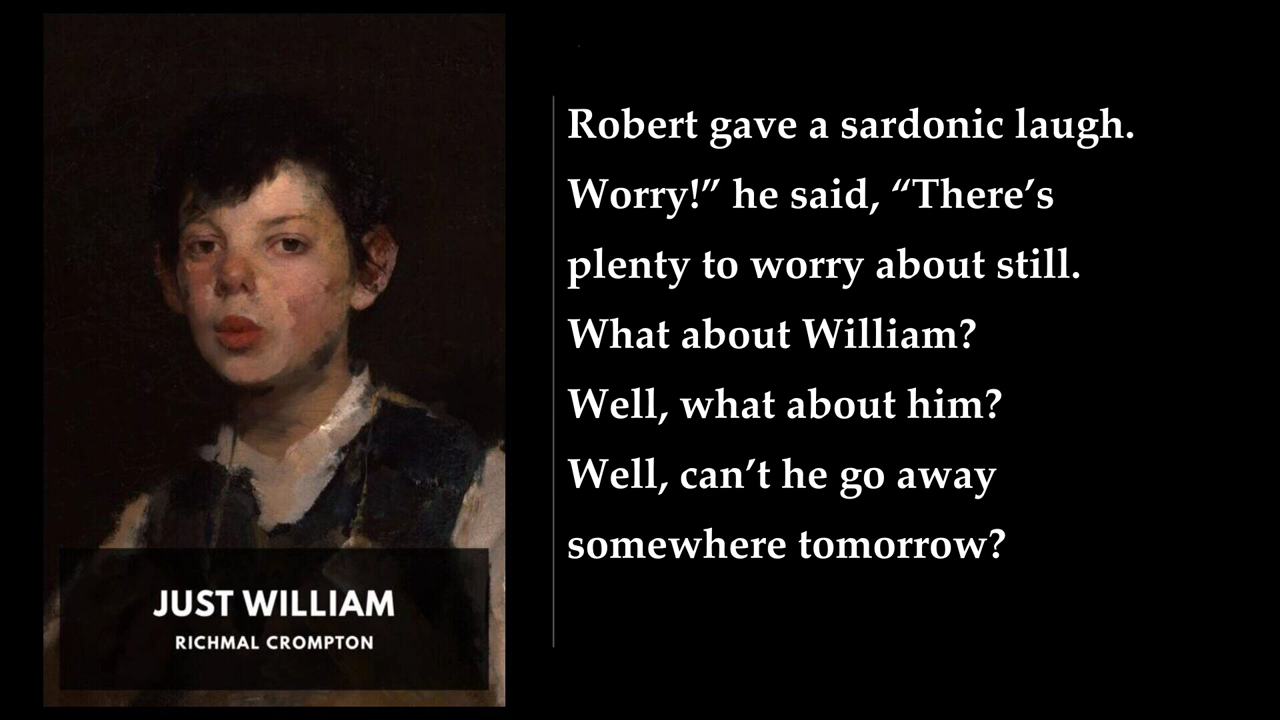 JUST WILLIAM
RICHMAL CROMPTON
Robert gave a sardonic laugh.
Worry!” he said, “There’s
plenty to worry about still.
What about William?
Well, what about him?
Well, can’t he go away
somewhere tomorrow?